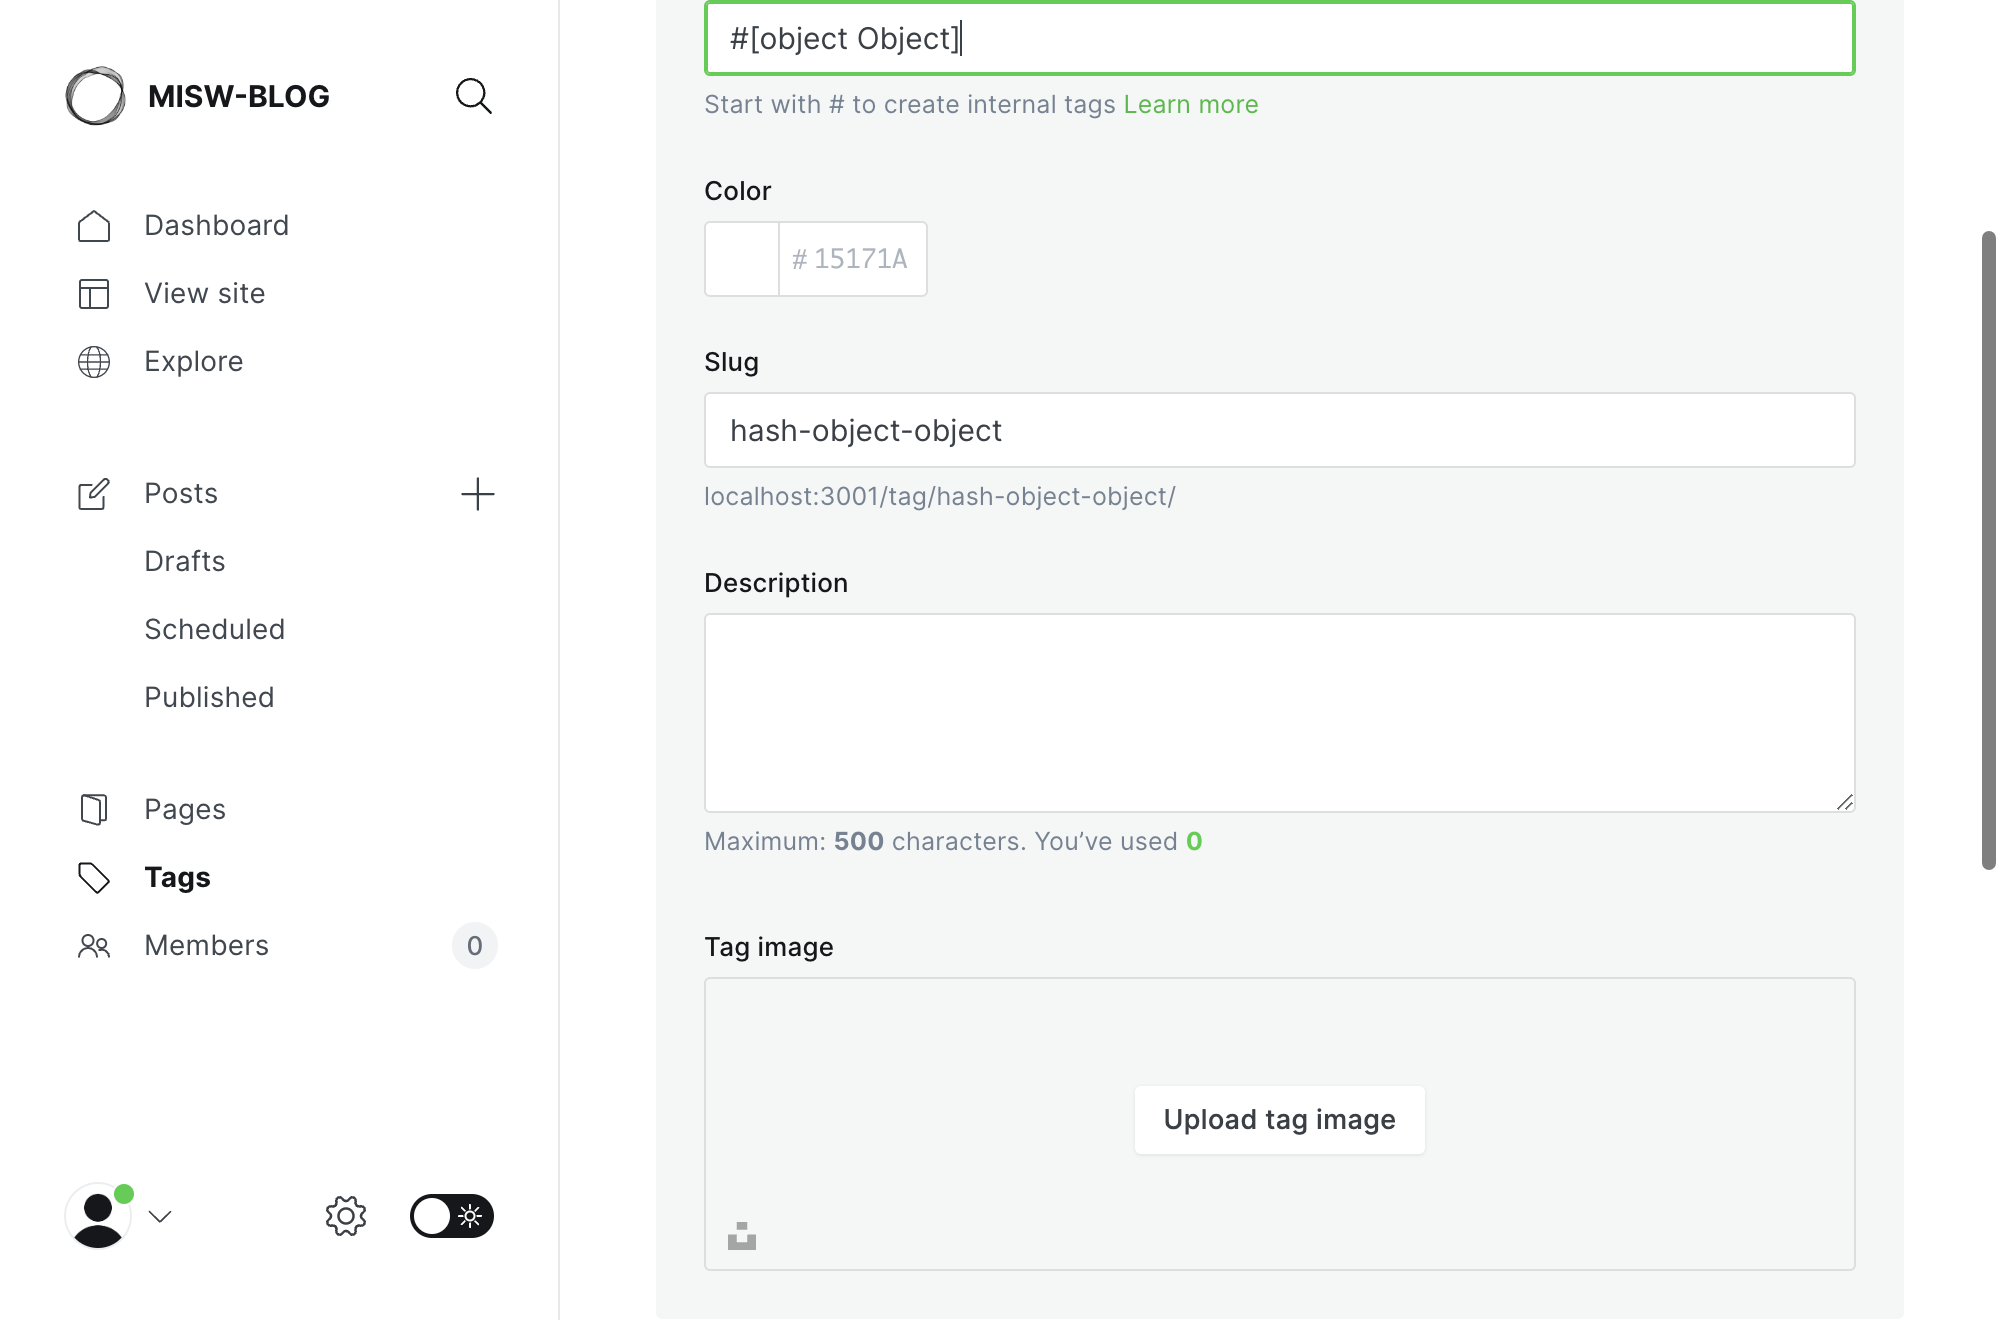 MISW-BLOG
Dashboard
View site
Explore
Posts
Drafts
Scheduled
Published
Pages
Tags
Members
0
#[object Object]
Start with # to create internal tags Learn more
Color
# 15171A
Slug
hash-object-object
localhost:3001/tag/hash-object-object/
Description
Maximum: 500 characters. You’ve used 0
Tag image
Upload tag image